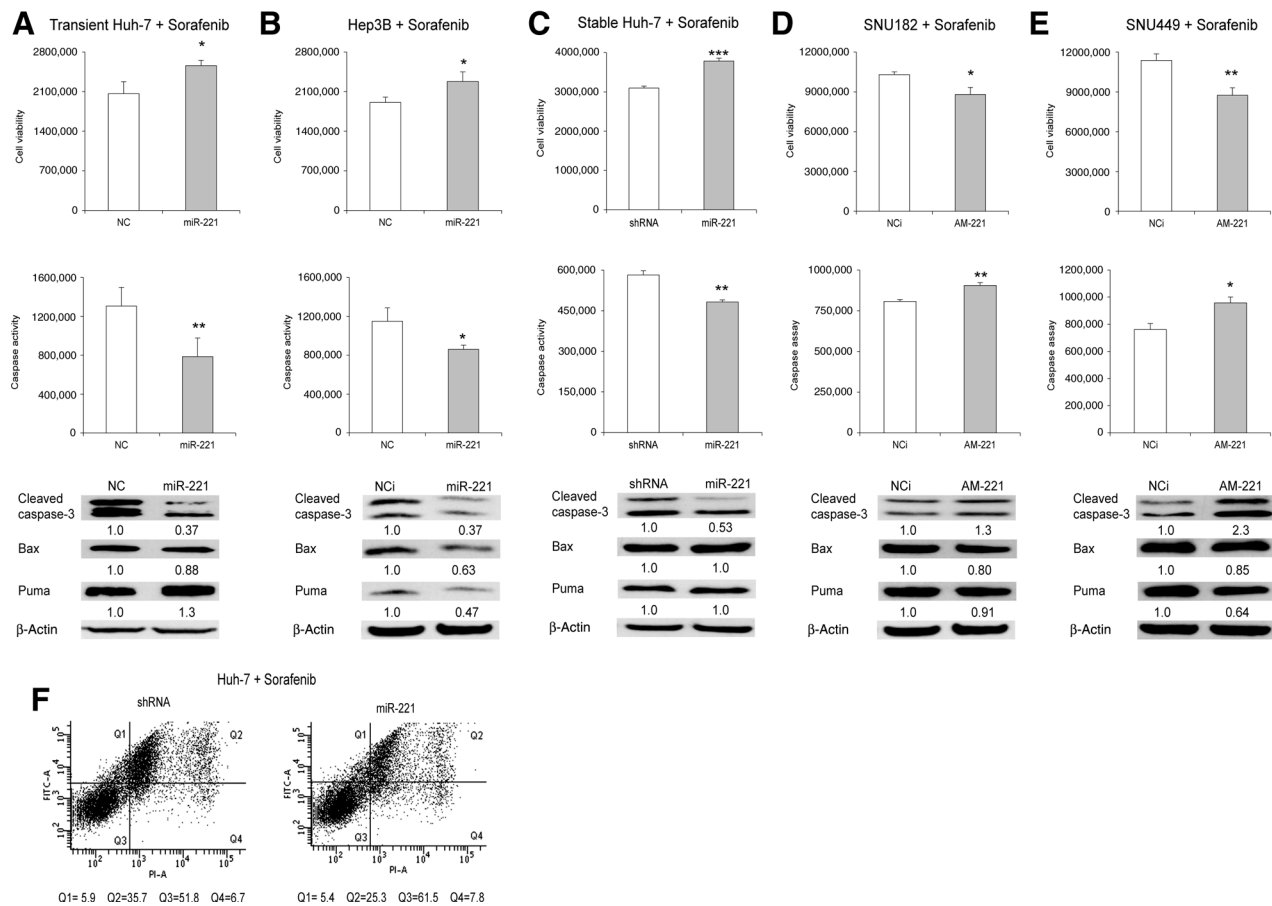 A Transient Huh-7 + Sorafenib
Cell viability
2800,000
2100,000
1400,000
700,000
0
*
NC miR-221
Caspase activity
1600,000
1200,000
800,000
400,000
0
**
NC miR-221
NC miR-221
Cleaved
caspase-3
1.0 0.37
Bax
1.0 0.88
Puma
1.0 1.3
β-Actin
B Hep3B + Sorafenib
Cell viability
2800,000
2100,000
1400,000
700,000
0
*
NC miR-221
Caspase activity
1600,000
1200,000
800,000
400,000
0
*
NC miR-221
NCi miR-221
Cleaved
caspase-3
1.0 0.37
Bax
1.0 0.63
Puma
1.0 0.47
β-Actin
C Stable Huh-7 + Sorafenib
Cell viability
4000,000
3000,000
2000,000
1000,000
0
***
shRNA miR-221
Caspase activity
600,000
450,000
300,000
150,000
0
**
shRNA miR-221
shRNA miR-221
Cleaved
caspase-3
1.0 0.53
Bax
1.0 1.0
Puma
1.0 1.0
β-Actin
D SNU182 + Sorafenib
Cell viability
12000,000
9000,000
6000,000
3000,000
0
*
NCi AM-221
Caspase assay
1000,000
750,000
500,000
250,000
0
**
NCi AM-221
NCi AM-221
Cleaved
caspase-3
1.0 1.3
Bax
1.0 0.80
Puma
1.0 0.91
β-Actin
E SNU449 + Sorafenib
Cell viability
12000,000
9000,000
6000,000
3000,000
0
**
NCi AM-221
Caspase assay
1200,000
1000,000
800,000
600,000
400,000
200,000
0
*
NCi AM-221
NCi AM-221
Cleaved
caspase-3
1.0 2.3
Bax
1.0 0.85
Puma
1.0 0.64
β-Actin
F Huh-7 + Sorafenib
shRNA
FITC-A
10⁵
10⁴
10³
10²
Q1 Q2
Q3 Q4
10² 10³ 10⁴ 10⁵
PI-A
Q1= 5.9 Q2=35.7 Q3=51.8 Q4=6.7
miR-221
FITC-A
10⁵
10⁴
10³
10²
Q1 Q2
Q3 Q4
10² 10³ 10⁴ 10⁵
PI-A
Q1= 5.4 Q2=25.3 Q3=61.5 Q4=7.8